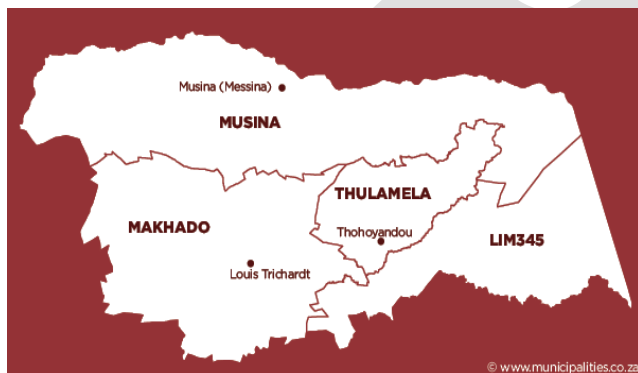 Musina (Messina)
MUSINA
THULAMELA
MAKHADO
Thohoyandou
LIM345
Louis Trichardt
© www.municipalities.co.za